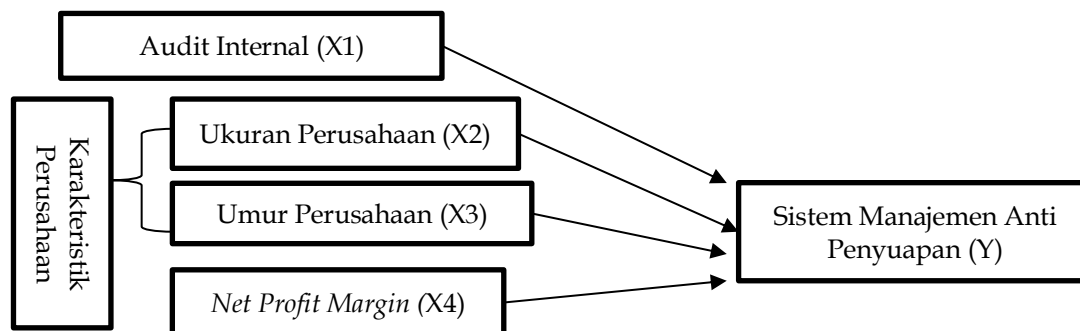 Audit Internal (X1)
Karakteristik
Perusahaan
Ukuran Perusahaan (X2)
Umur Perusahaan (X3)
Net Profit Margin (X4)
Sistem Manajemen Anti
Penyuapan (Y)